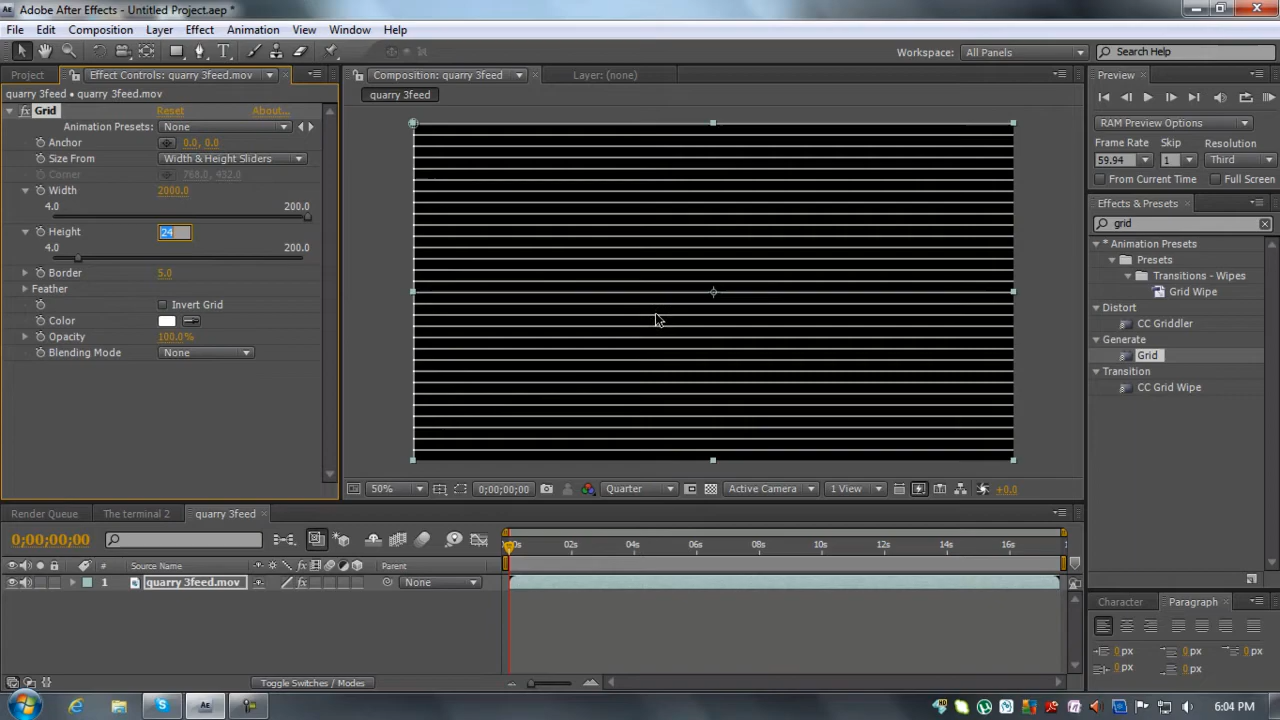 Adobe After Effects - Untitled Project.aep *
File Edit Composition Layer Effect Animation View Window Help
Workspace: All Panels Search Help
Project Effect Controls: quarry 3feed.mov
quarry 3feed • quarry 3feed.mov
fx Grid Reset About...
Animation Presets: None
Anchor 0.0, 0.0
Size From Width & Height Sliders
Corner 768.0, 432.0
Width 2000.0
4.0 200.0
Height 24
4.0 200.0
Border 5.0
Feather
Invert Grid
Color
Opacity 100.0%
Blending Mode None
Composition: quarry 3feed Layer: (none)
quarry 3feed
50% 0;00;00;00 Quarter Active Camera 1 View +0.0
Preview
RAM Preview Options
Frame Rate Skip Resolution
59.94 1 Third
From Current Time Full Screen
Effects & Presets
grid
* Animation Presets
Presets
Transitions - Wipes
Grid Wipe
Distort
CC Griddler
Generate
Grid
Transition
CC Grid Wipe
Character Paragraph
0 px 0 px 0 px
0 px 0 px
Render Queue The terminal 2 quarry 3feed
0;00;00;00
02s 04s 06s 08s 10s 12s 14s 16s
# Source Name Parent
1 quarry 3feed.mov None
Toggle Switches / Modes
6:04 PM